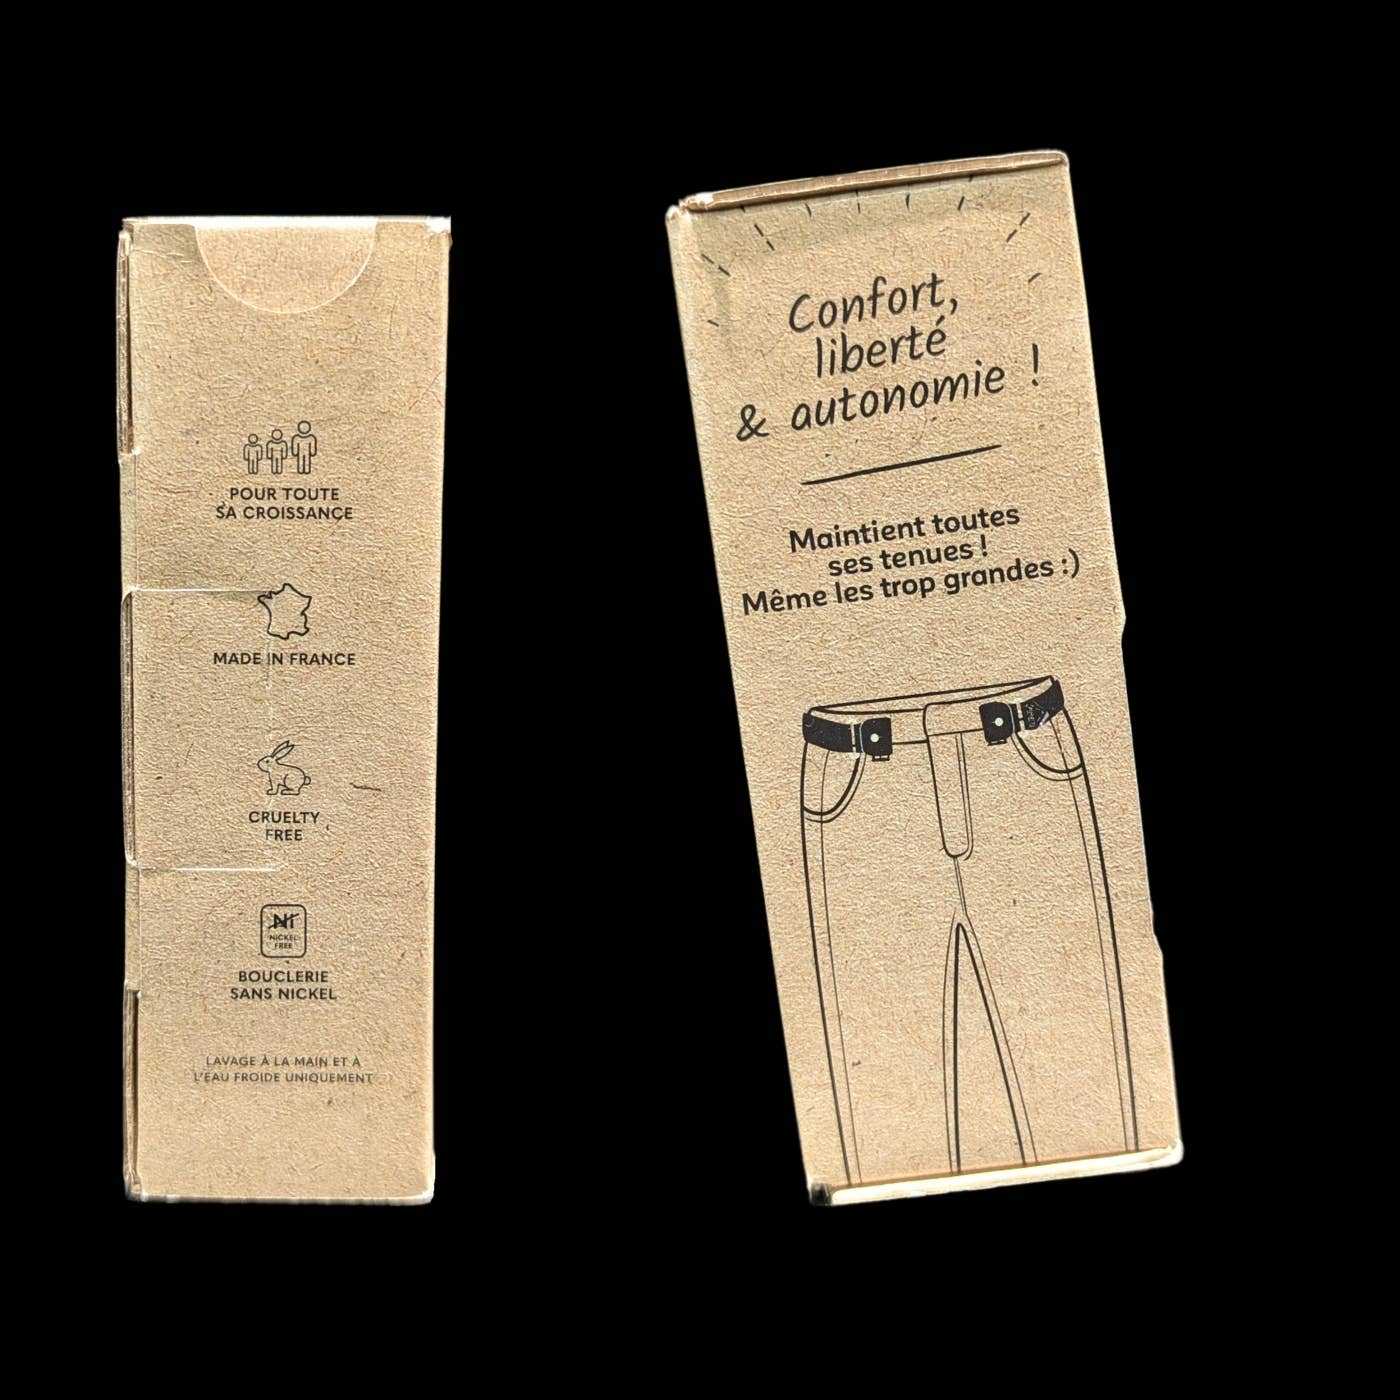 POUR TOUTE
SA CROISSANCE
MADE IN FRANCE
CRUELTY
FREE
Ni
NICKEL
FREE
BOUCLERIE
SANS NICKEL
LAVAGE À LA MAIN ET À
L'EAU FROIDE UNIQUEMENT
Confort,
liberté
& autonomie !
Maintient toutes
ses tenues !
Même les trop grandes :)